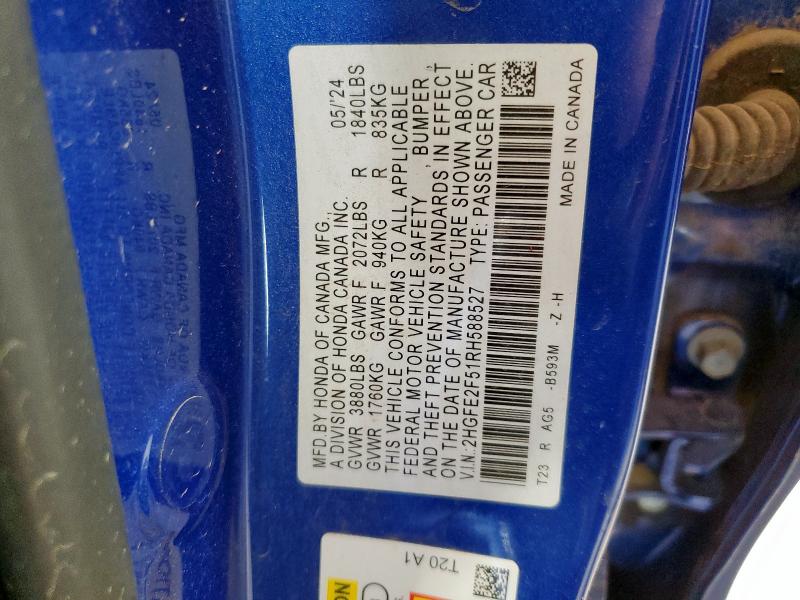 MFD.BY HONDA OF CANADA MFG.,
A DIVISION OF HONDA CANADA INC. 05/'24
GVWR 3880LBS GAWR F 2072LBS R 1840LBS
GVWR 1760KG GAWR F 940KG R 835KG
THIS VEHICLE CONFORMS TO ALL APPLICABLE
FEDERAL MOTOR VEHICLE SAFETY, BUMPER,
AND THEFT PREVENTION STANDARDS IN EFFECT
ON THE DATE OF MANUFACTURE SHOWN ABOVE.
V.I.N.:2HGFE2F51RH588527 TYPE: PASSENGER CAR
T23 R AG5 -B593M -Z -H MADE IN CANADA
T20 A1